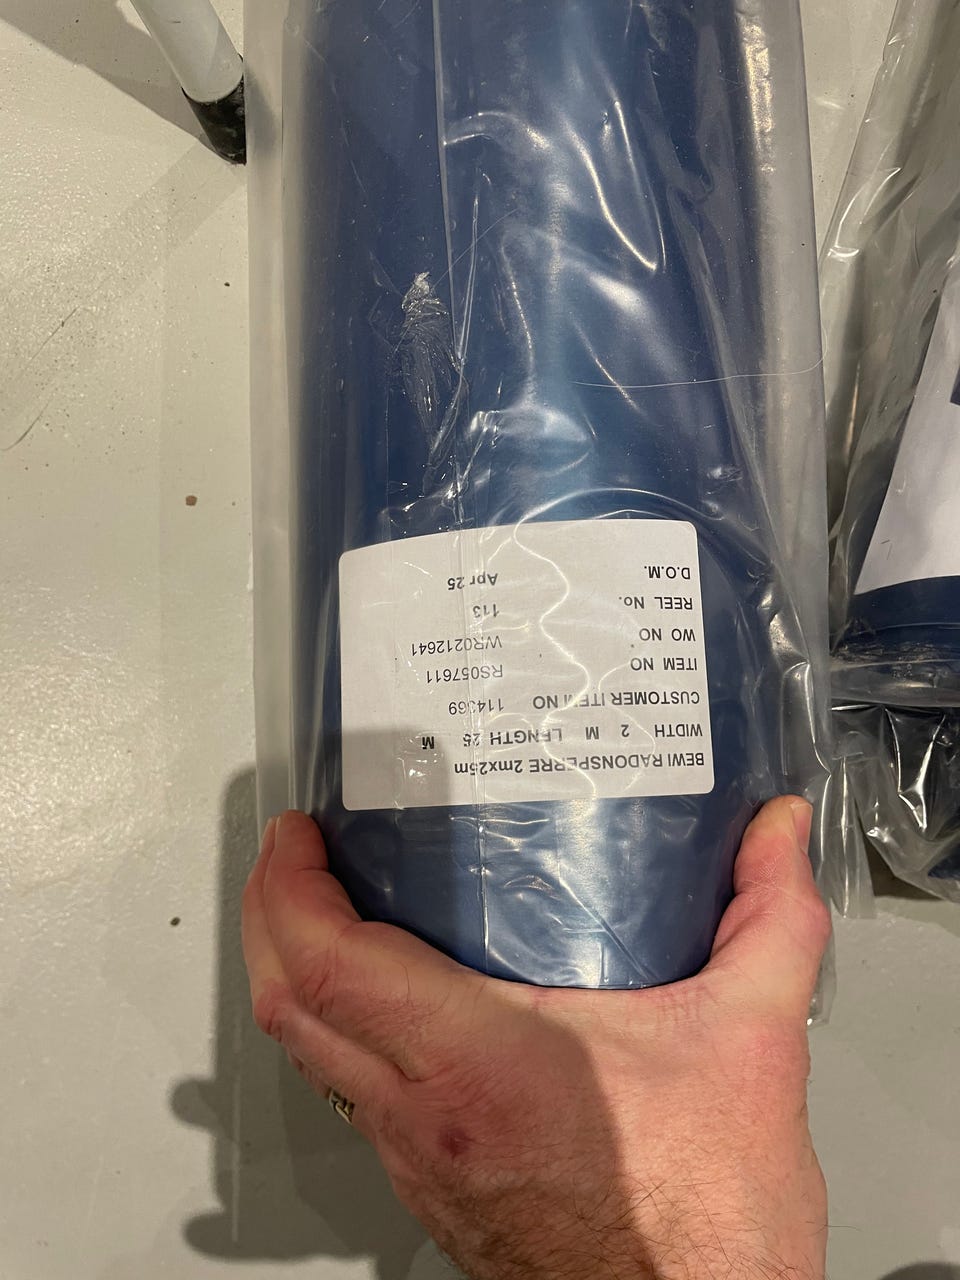 BEWI RADONSPERRE 2mx25m
WIDTH 2 M LENGTH 25 M
CUSTOMER ITEM NO 114369
ITEM NO RS057611
WO NO WR0212641
REEL No. 113
D.O.M. Apr 25